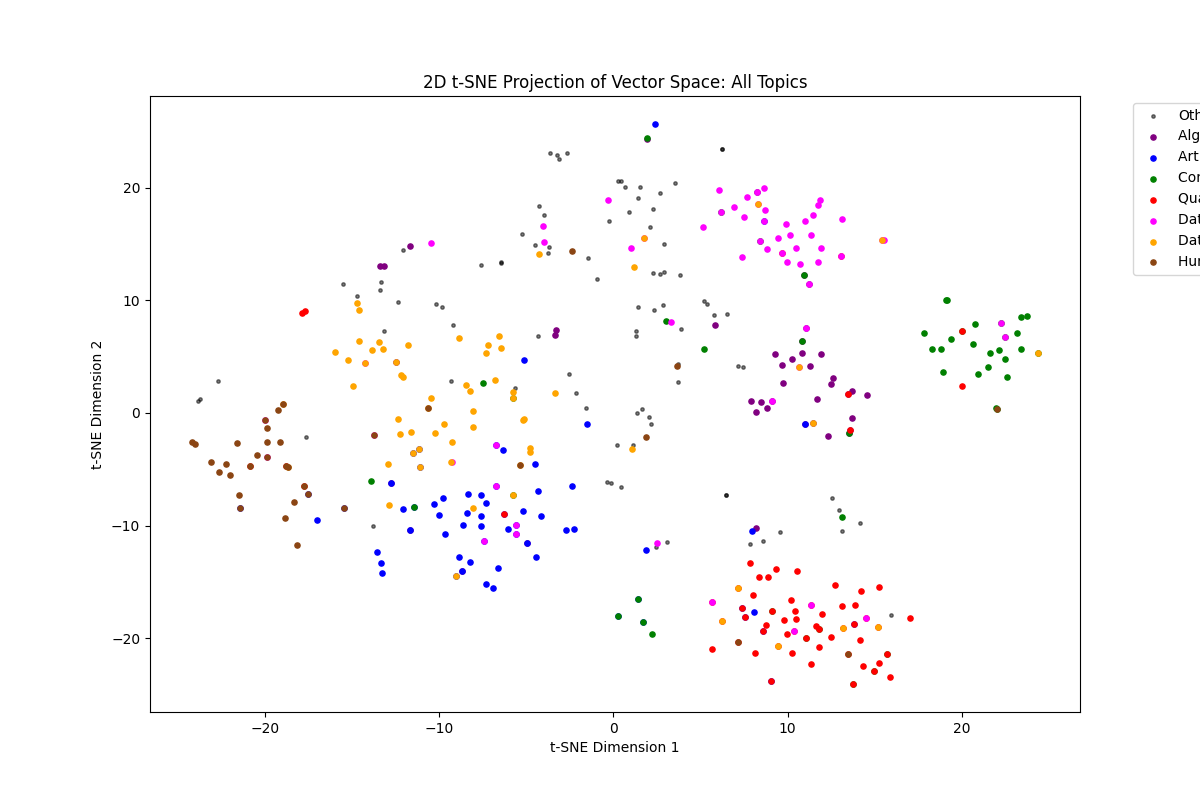 2D t-SNE Projection of Vector Space: All Topics
Oth
Alg
Art
Con
Qua
Dat
Dat
Hum
20
10
0
−10
−20
t-SNE Dimension 2
−20
−10
0
10
20
t-SNE Dimension 1